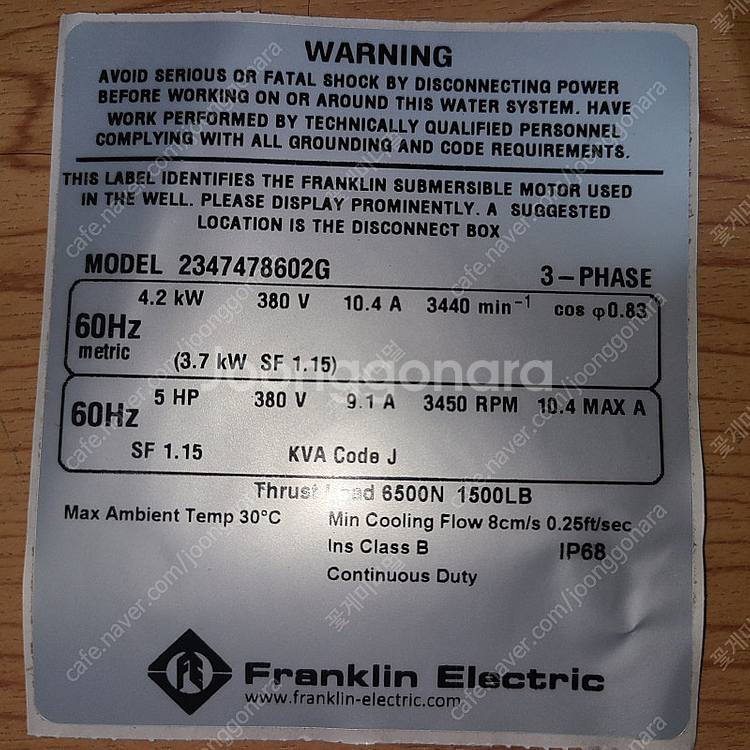 WARNING
AVOID SERIOUS OR FATAL SHOCK BY DISCONNECTING POWER
BEFORE WORKING ON OR AROUND THIS WATER SYSTEM. HAVE
WORK PERFORMED BY TECHNICALLY QUALIFIED PERSONNEL
COMPLYING WITH ALL GROUNDING AND CODE REQUIREMENTS.
THIS LABEL IDENTIFIES THE FRANKLIN SUBMERSIBLE MOTOR USED
IN THE WELL. PLEASE DISPLAY PROMINENTLY. A SUGGESTED
LOCATION IS THE DISCONNECT BOX
MODEL 2347478602G 3-PHASE
4.2 kW 380 V 10.4 A 3440 min-1 cos φ0.83
60Hz
metric
(3.7 kW SF 1.15)
Joonggonara
5 HP 380 V 9.1 A 3450 RPM 10.4 MAX A
60Hz
SF 1.15 KVA Code J
Thrust 6500N 1500LB
Max Ambient Temp 30°C Min Cooling Flow 8cm/s 0.25ft/sec
Ins Class B IP68
Continuous Duty
FE Franklin Electric
www.franklin-electric.com
cafe.naver.com/joonggonara